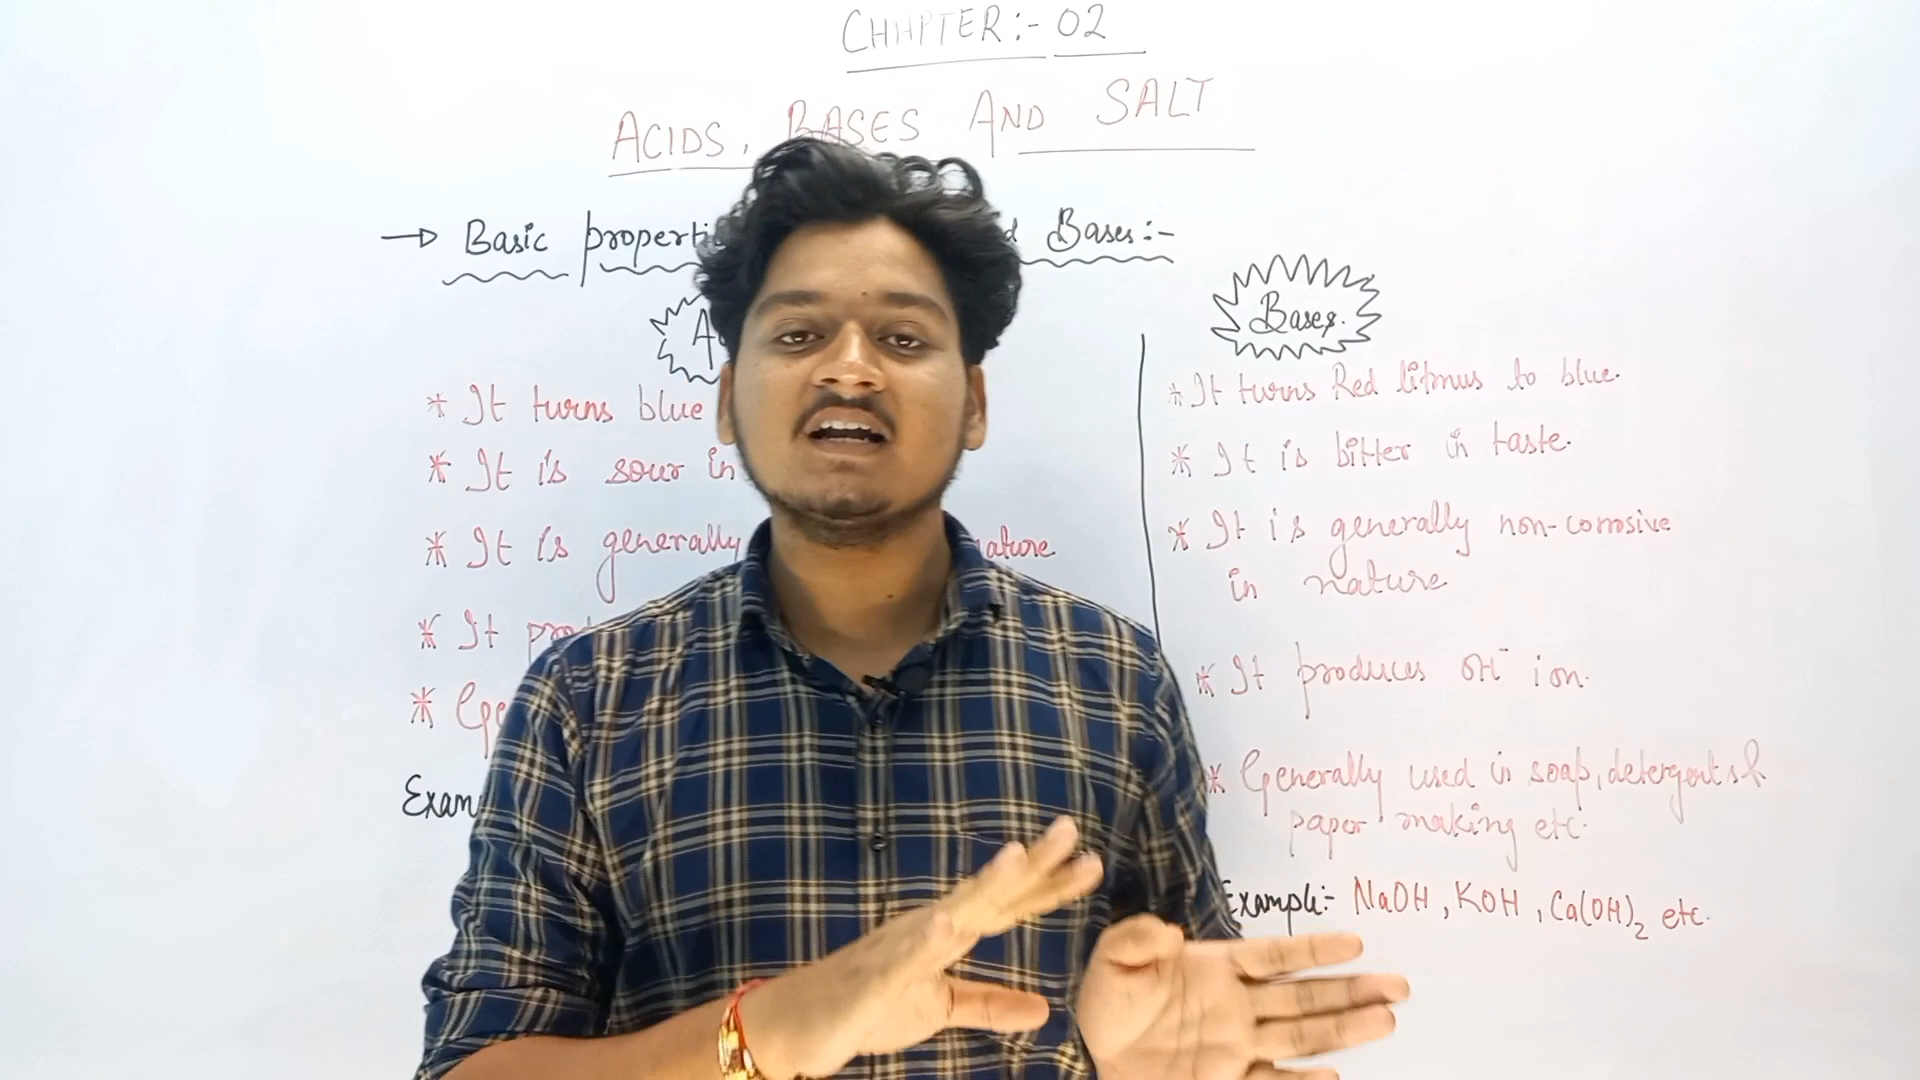 CHAPTER:- 02
ACIDS, BASES AND SALT
→ Basic Bases:-
* It turns blue
* It is sour in
* It is generally
* It
*
Bases.
* It turns Red litmus to blue.
* It is bitter in taste.
* It is generally non-corrosive
in nature
* It produces OH⁻ ion.
* Generally used in soap, detergents &
paper making etc.
Example:- NaOH, KOH, Ca(OH)₂ etc.